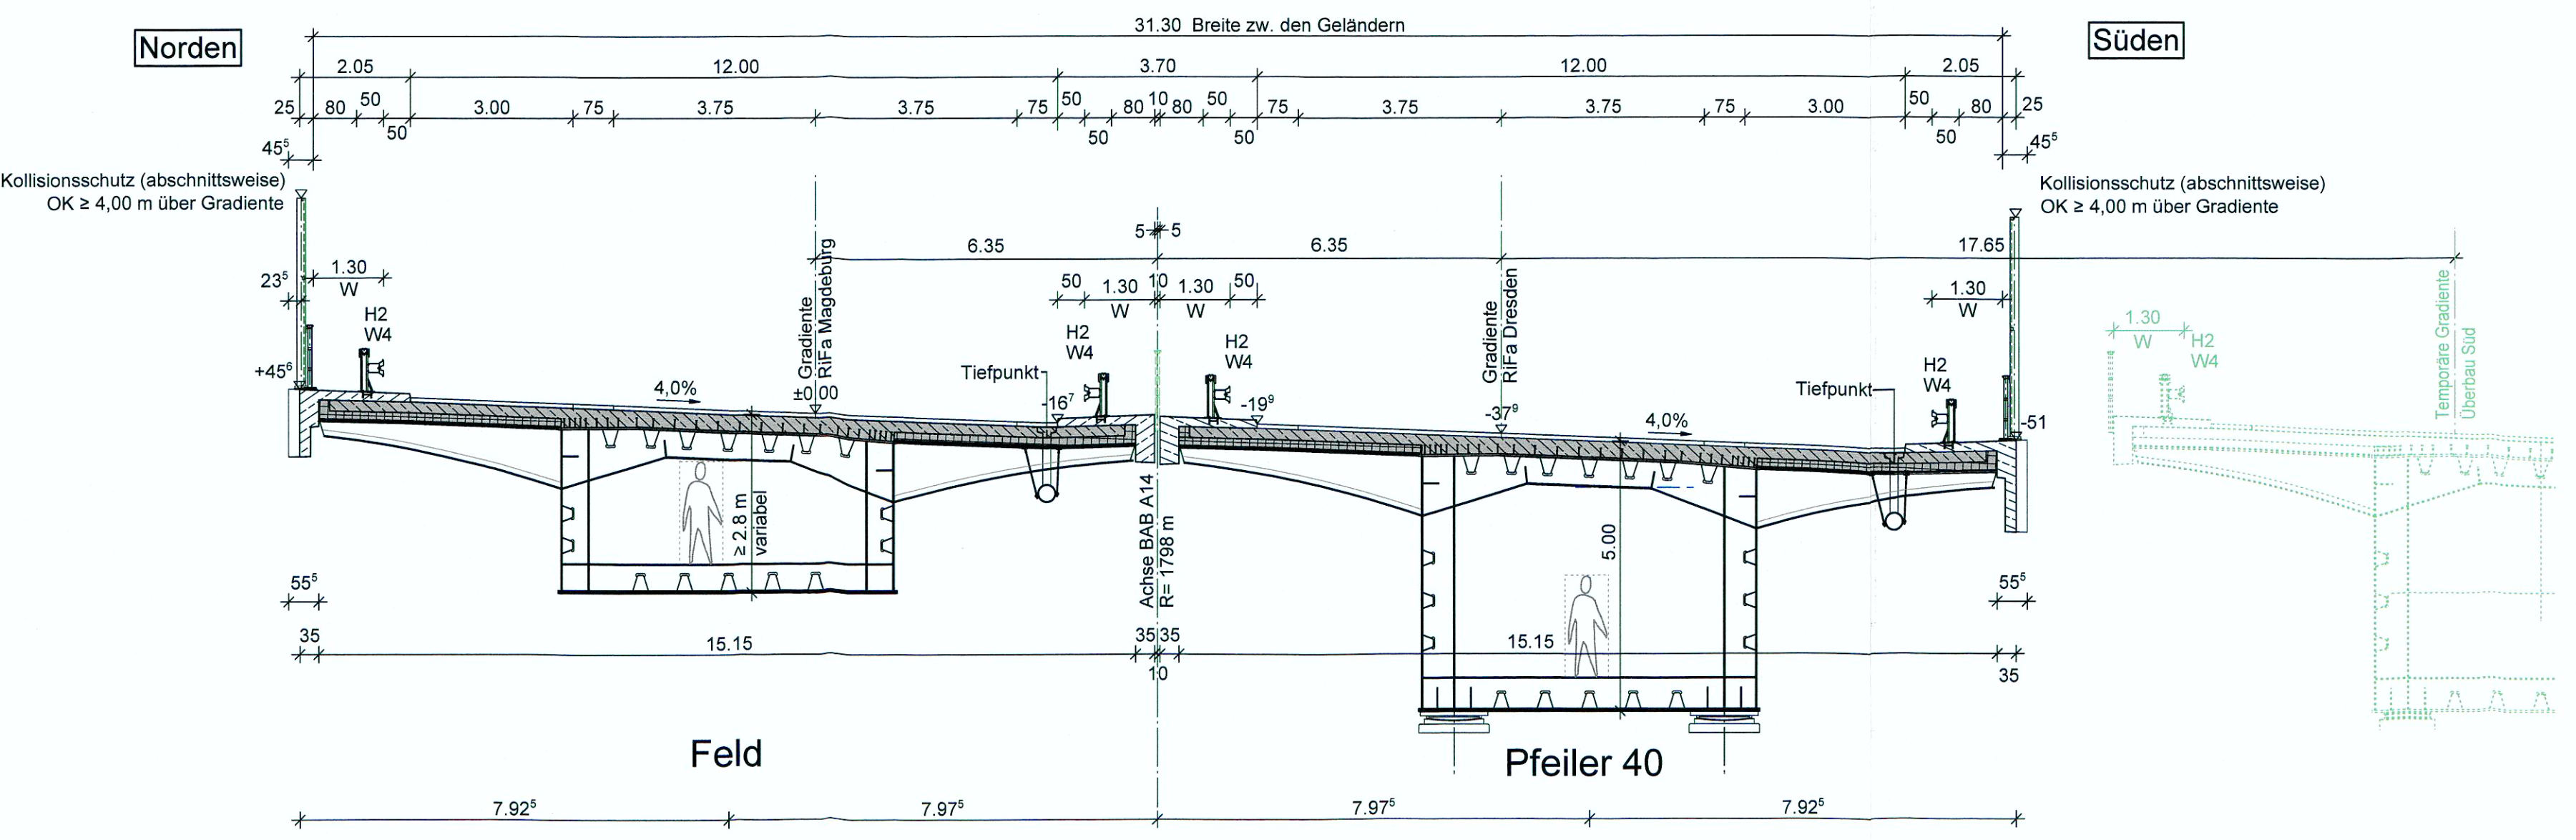 31.30 Breite zw. den Geländern
Norden
Süden
2.05 12.00 3.70 12.00 2.05
25 80 50 50 3.00 75 3.75 3.75 75 50 50 80 10 80 50 50 75 3.75 3.75 75 3.00 50 50 80 25
45⁵ 45⁵
Kollisionsschutz (abschnittsweise)
OK ≥ 4,00 m über Gradiente
Kollisionsschutz (abschnittsweise)
OK ≥ 4,00 m über Gradiente
5 5
6.35 6.35 17.65
23⁵ 1.30
W
50 1.30 10 1.30 50
W W
1.30
W
Gradiente
RiFa Magdeburg
Gradiente
RiFa Dresden
Temporäre Gradiente
Überbau Süd
1.30
W
H2
W4
H2
W4
H2
W4
H2
W4
H2
W4
+45⁶
4,0%
±0.00
Tiefpunkt
-16⁷
-19⁹
-37⁹
4,0%
Tiefpunkt
-51
≥ 2.8 m
variabel
Achse BAB A14
R= 1798 m
5.00
55⁵ 55⁵
35 15.15 35 35 15.15 35
10
Feld
Pfeiler 40
7.92⁵ 7.97⁵ 7.97⁵ 7.92⁵